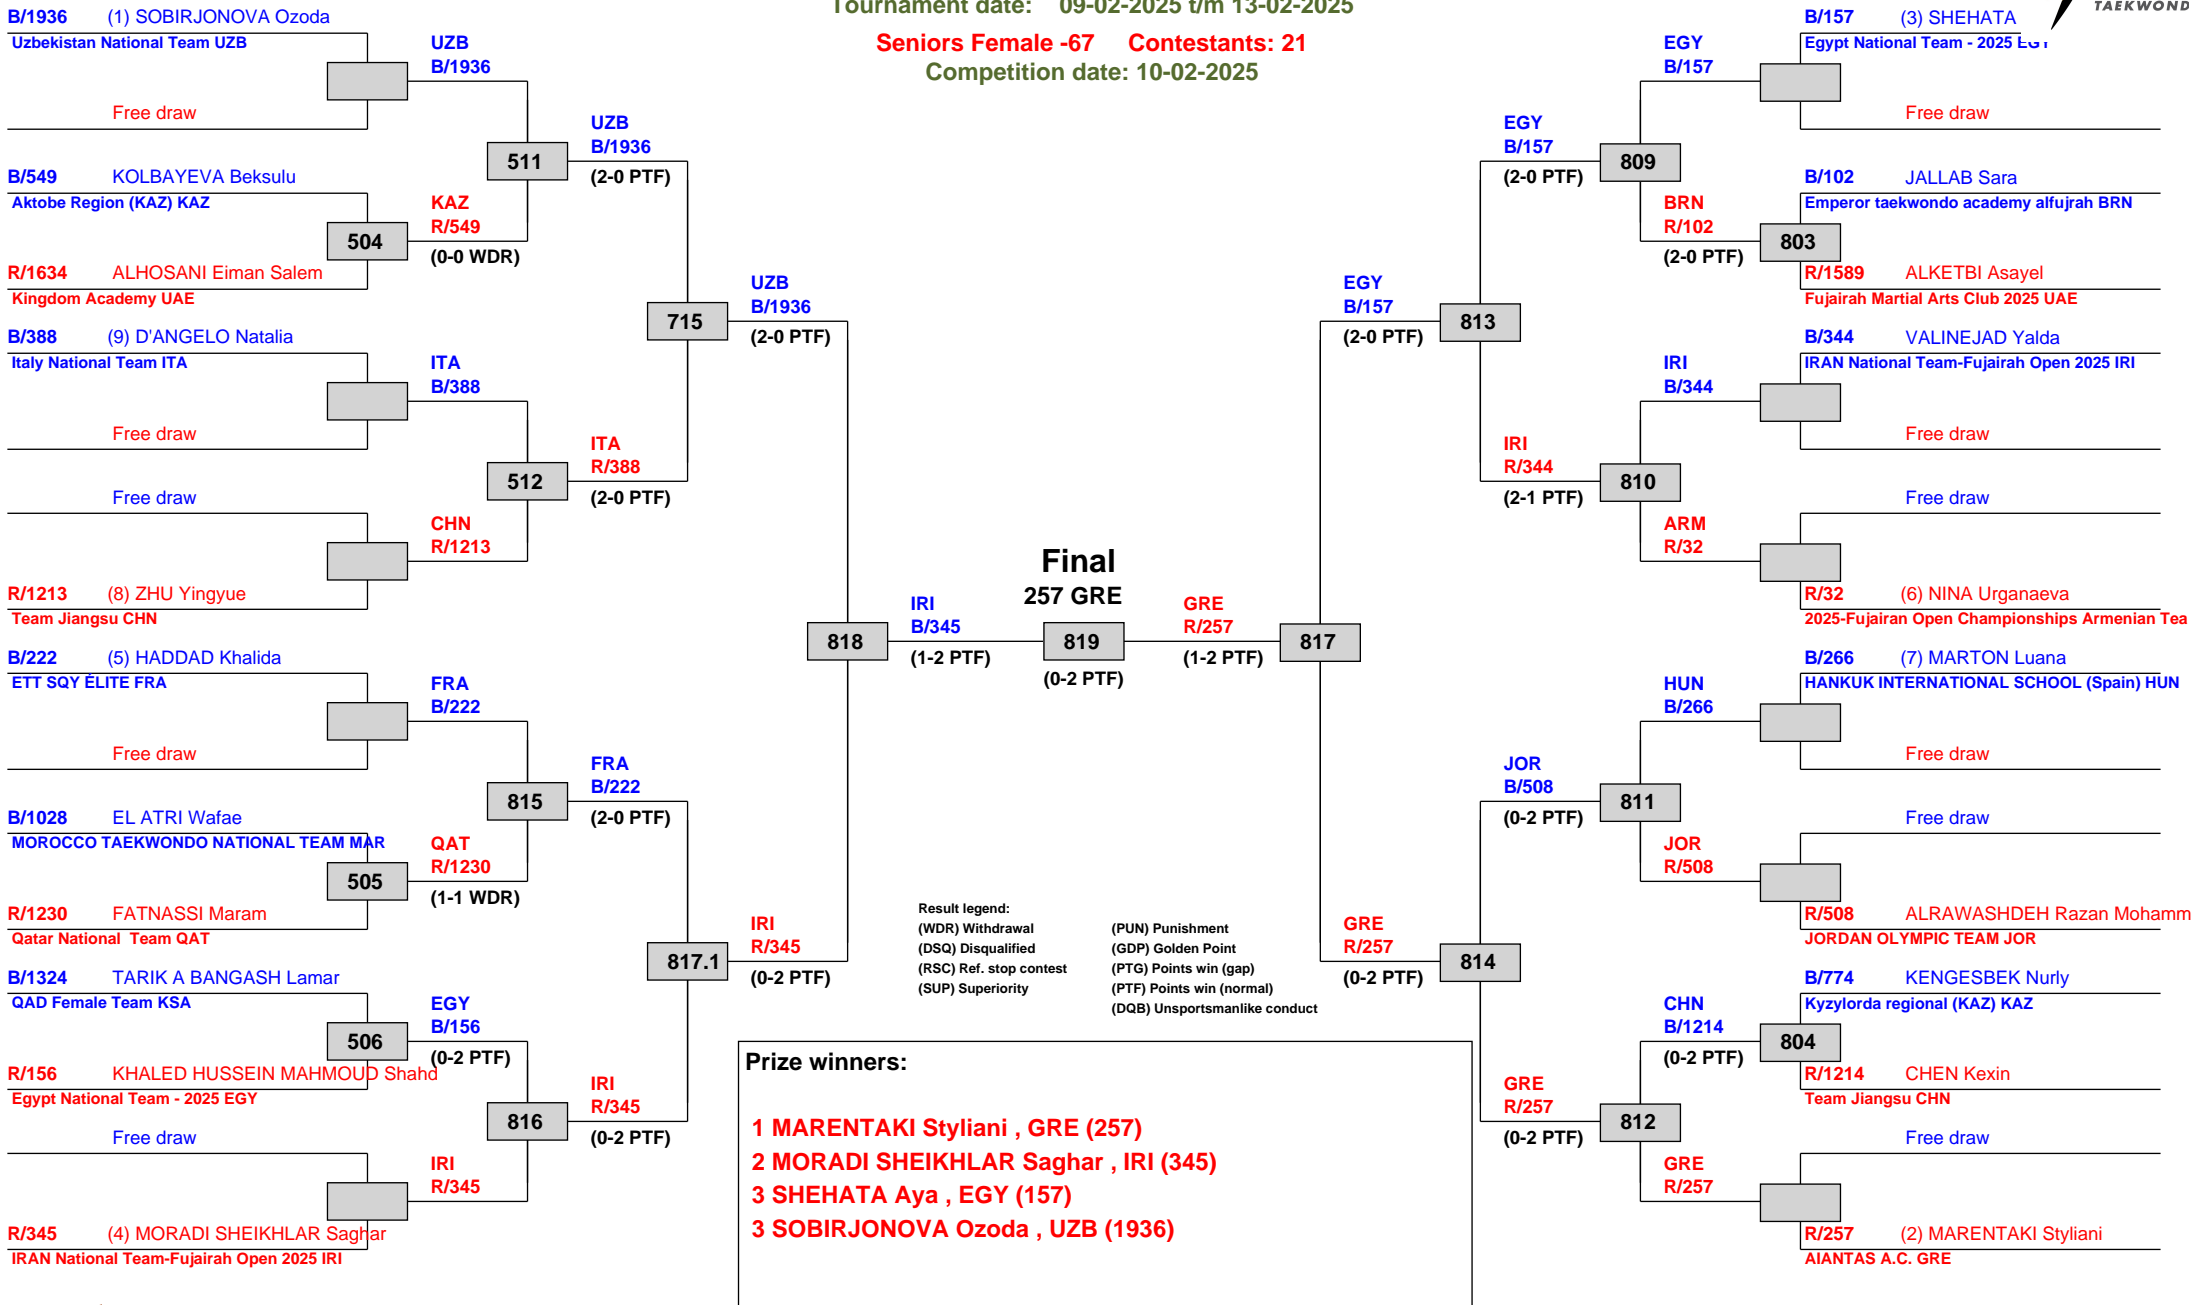 Tournament date: 09-02-2025 t/m 13-02-2025
Seniors Female -67 Contestants: 21
Competition date: 10-02-2025
TAEKWOND
B/1936 (1) SOBIRJONOVA Ozoda
Uzbekistan National Team UZB
Free draw
B/549 KOLBAYEVA Beksulu
Aktobe Region (KAZ) KAZ
504
R/1634 ALHOSANI Eiman Salem
Kingdom Academy UAE
B/388 (9) D'ANGELO Natalia
Italy National Team ITA
Free draw
Free draw
R/1213 (8) ZHU Yingyue
Team Jiangsu CHN
B/222 (5) HADDAD Khalida
ETT SQY ÉLITE FRA
Free draw
B/1028 EL ATRI Wafae
MOROCCO TAEKWONDO NATIONAL TEAM MAR
505
R/1230 FATNASSI Maram
Qatar National Team QAT
B/1324 TARIK A BANGASH Lamar
QAD Female Team KSA
506
R/156 KHALED HUSSEIN MAHMOUD Shahd
Egypt National Team - 2025 EGY
Free draw
R/345 (4) MORADI SHEIKHLAR Saghar
IRAN National Team-Fujairah Open 2025 IRI
UZB
B/1936
511
KAZ
R/549
(0-0 WDR)
ITA
B/388
512
CHN
R/1213
FRA
B/222
815
QAT
R/1230
(1-1 WDR)
EGY
B/156
(0-2 PTF)
816
IRI
R/345
UZB
B/1936
(2-0 PTF)
715
ITA
R/388
(2-0 PTF)
FRA
B/222
(2-0 PTF)
817.1
IRI
R/345
(0-2 PTF)
UZB
B/1936
(2-0 PTF)
818
IRI
R/345
(0-2 PTF)
IRI
B/345
(1-2 PTF)
Final
257 GRE
819
(0-2 PTF)
GRE
R/257
(1-2 PTF)
817
EGY
B/157
(2-0 PTF)
813
GRE
R/257
(0-2 PTF)
814
EGY
B/157
(2-0 PTF)
809
IRI
R/344
(2-1 PTF)
810
JOR
B/508
(0-2 PTF)
811
GRE
R/257
(0-2 PTF)
812
EGY
B/157
BRN
R/102
(2-0 PTF)
803
IRI
B/344
ARM
R/32
HUN
B/266
JOR
R/508
CHN
B/1214
(0-2 PTF)
804
GRE
R/257
B/157 (3) SHEHATA
Egypt National Team - 2025 EGY
Free draw
B/102 JALLAB Sara
Emperor taekwondo academy alfujrah BRN
R/1589 ALKETBI Asayel
Fujairah Martial Arts Club 2025 UAE
B/344 VALINEJAD Yalda
IRAN National Team-Fujairah Open 2025 IRI
Free draw
Free draw
R/32 (6) NINA Urganaeva
2025-Fujairan Open Championships Armenian Tea
B/266 (7) MARTON Luana
HANKUK INTERNATIONAL SCHOOL (Spain) HUN
Free draw
Free draw
R/508 ALRAWASHDEH Razan Mohamm
JORDAN OLYMPIC TEAM JOR
B/774 KENGESBEK Nurly
Kyzylorda regional (KAZ) KAZ
R/1214 CHEN Kexin
Team Jiangsu CHN
Free draw
R/257 (2) MARENTAKI Styliani
AIANTAS A.C. GRE
Result legend:
(WDR) Withdrawal (PUN) Punishment
(DSQ) Disqualified (GDP) Golden Point
(RSC) Ref. stop contest (PTG) Points win (gap)
(SUP) Superiority (PTF) Points win (normal)
(DQB) Unsportsmanlike conduct
Prize winners:
1 MARENTAKI Styliani , GRE (257)
2 MORADI SHEIKHLAR Saghar , IRI (345)
3 SHEHATA Aya , EGY (157)
3 SOBIRJONOVA Ozoda , UZB (1936)